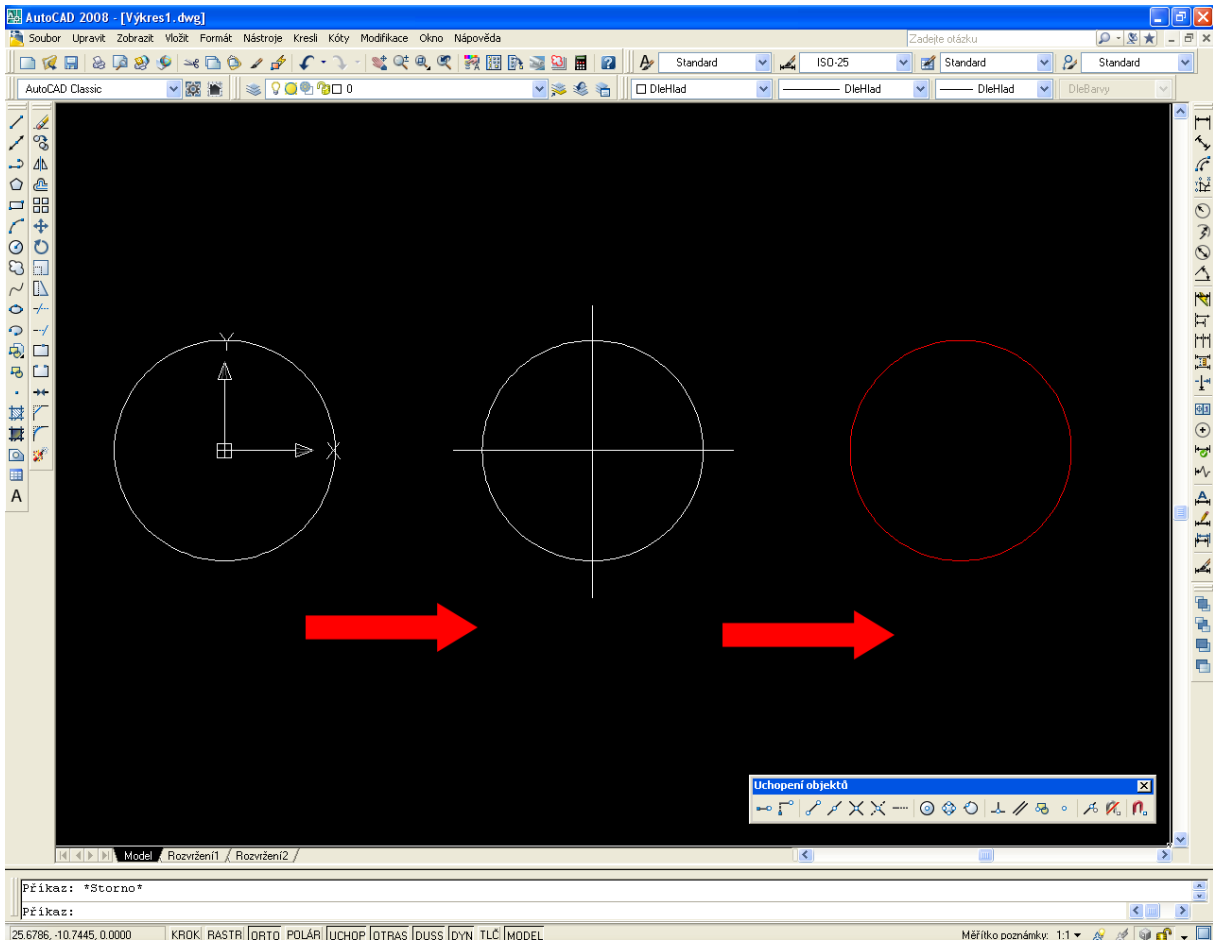 AutoCAD 2008 - [Výkres1.dwg]
Soubor Upravit Zobrazit Vložit Formát Nástroje Kresli Kóty Modifikace Okno Nápověda Zadejte otázku
Standard ISO-25 Standard Standard
AutoCAD Classic 0 DleHlad DleHlad DleHlad DleBarvy
Y
X
A
Uchopení objektů
Model Rozvržení1 Rozvržení2
Příkaz: *Storno*
Příkaz:
25.6786, -10.7445, 0.0000 KROK RASTR ORTO POLÁR UCHOP OTRAS DUSS DYN TLČ MODEL Měřítko poznámky: 1:1